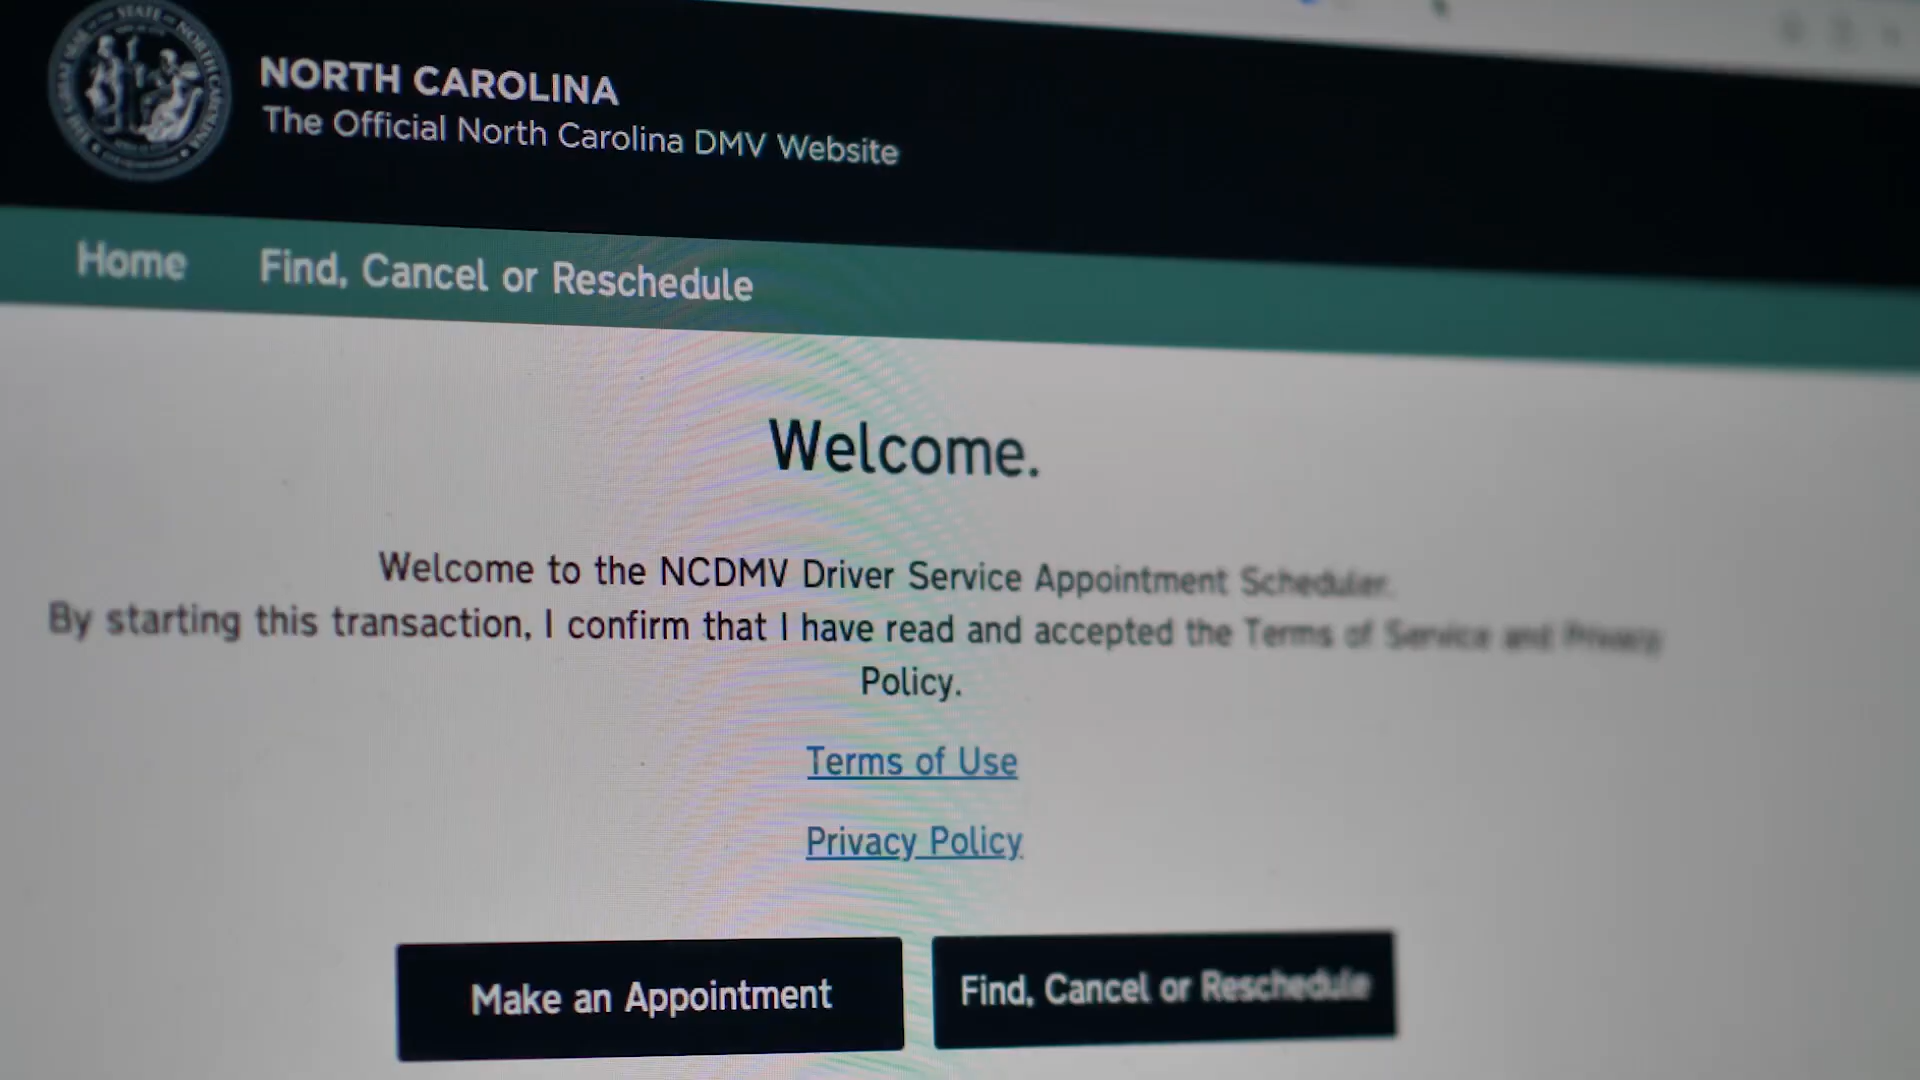 NORTH CAROLINA
The Official North Carolina DMV Website
Home Find, Cancel or Reschedule
Welcome.
Welcome to the NCDMV Driver Service Appointment Scheduler.
By starting this transaction, I confirm that I have read and accepted the Terms of Service and Privacy
Policy.
Terms of Use
Privacy Policy
Make an Appointment Find, Cancel or Reschedule